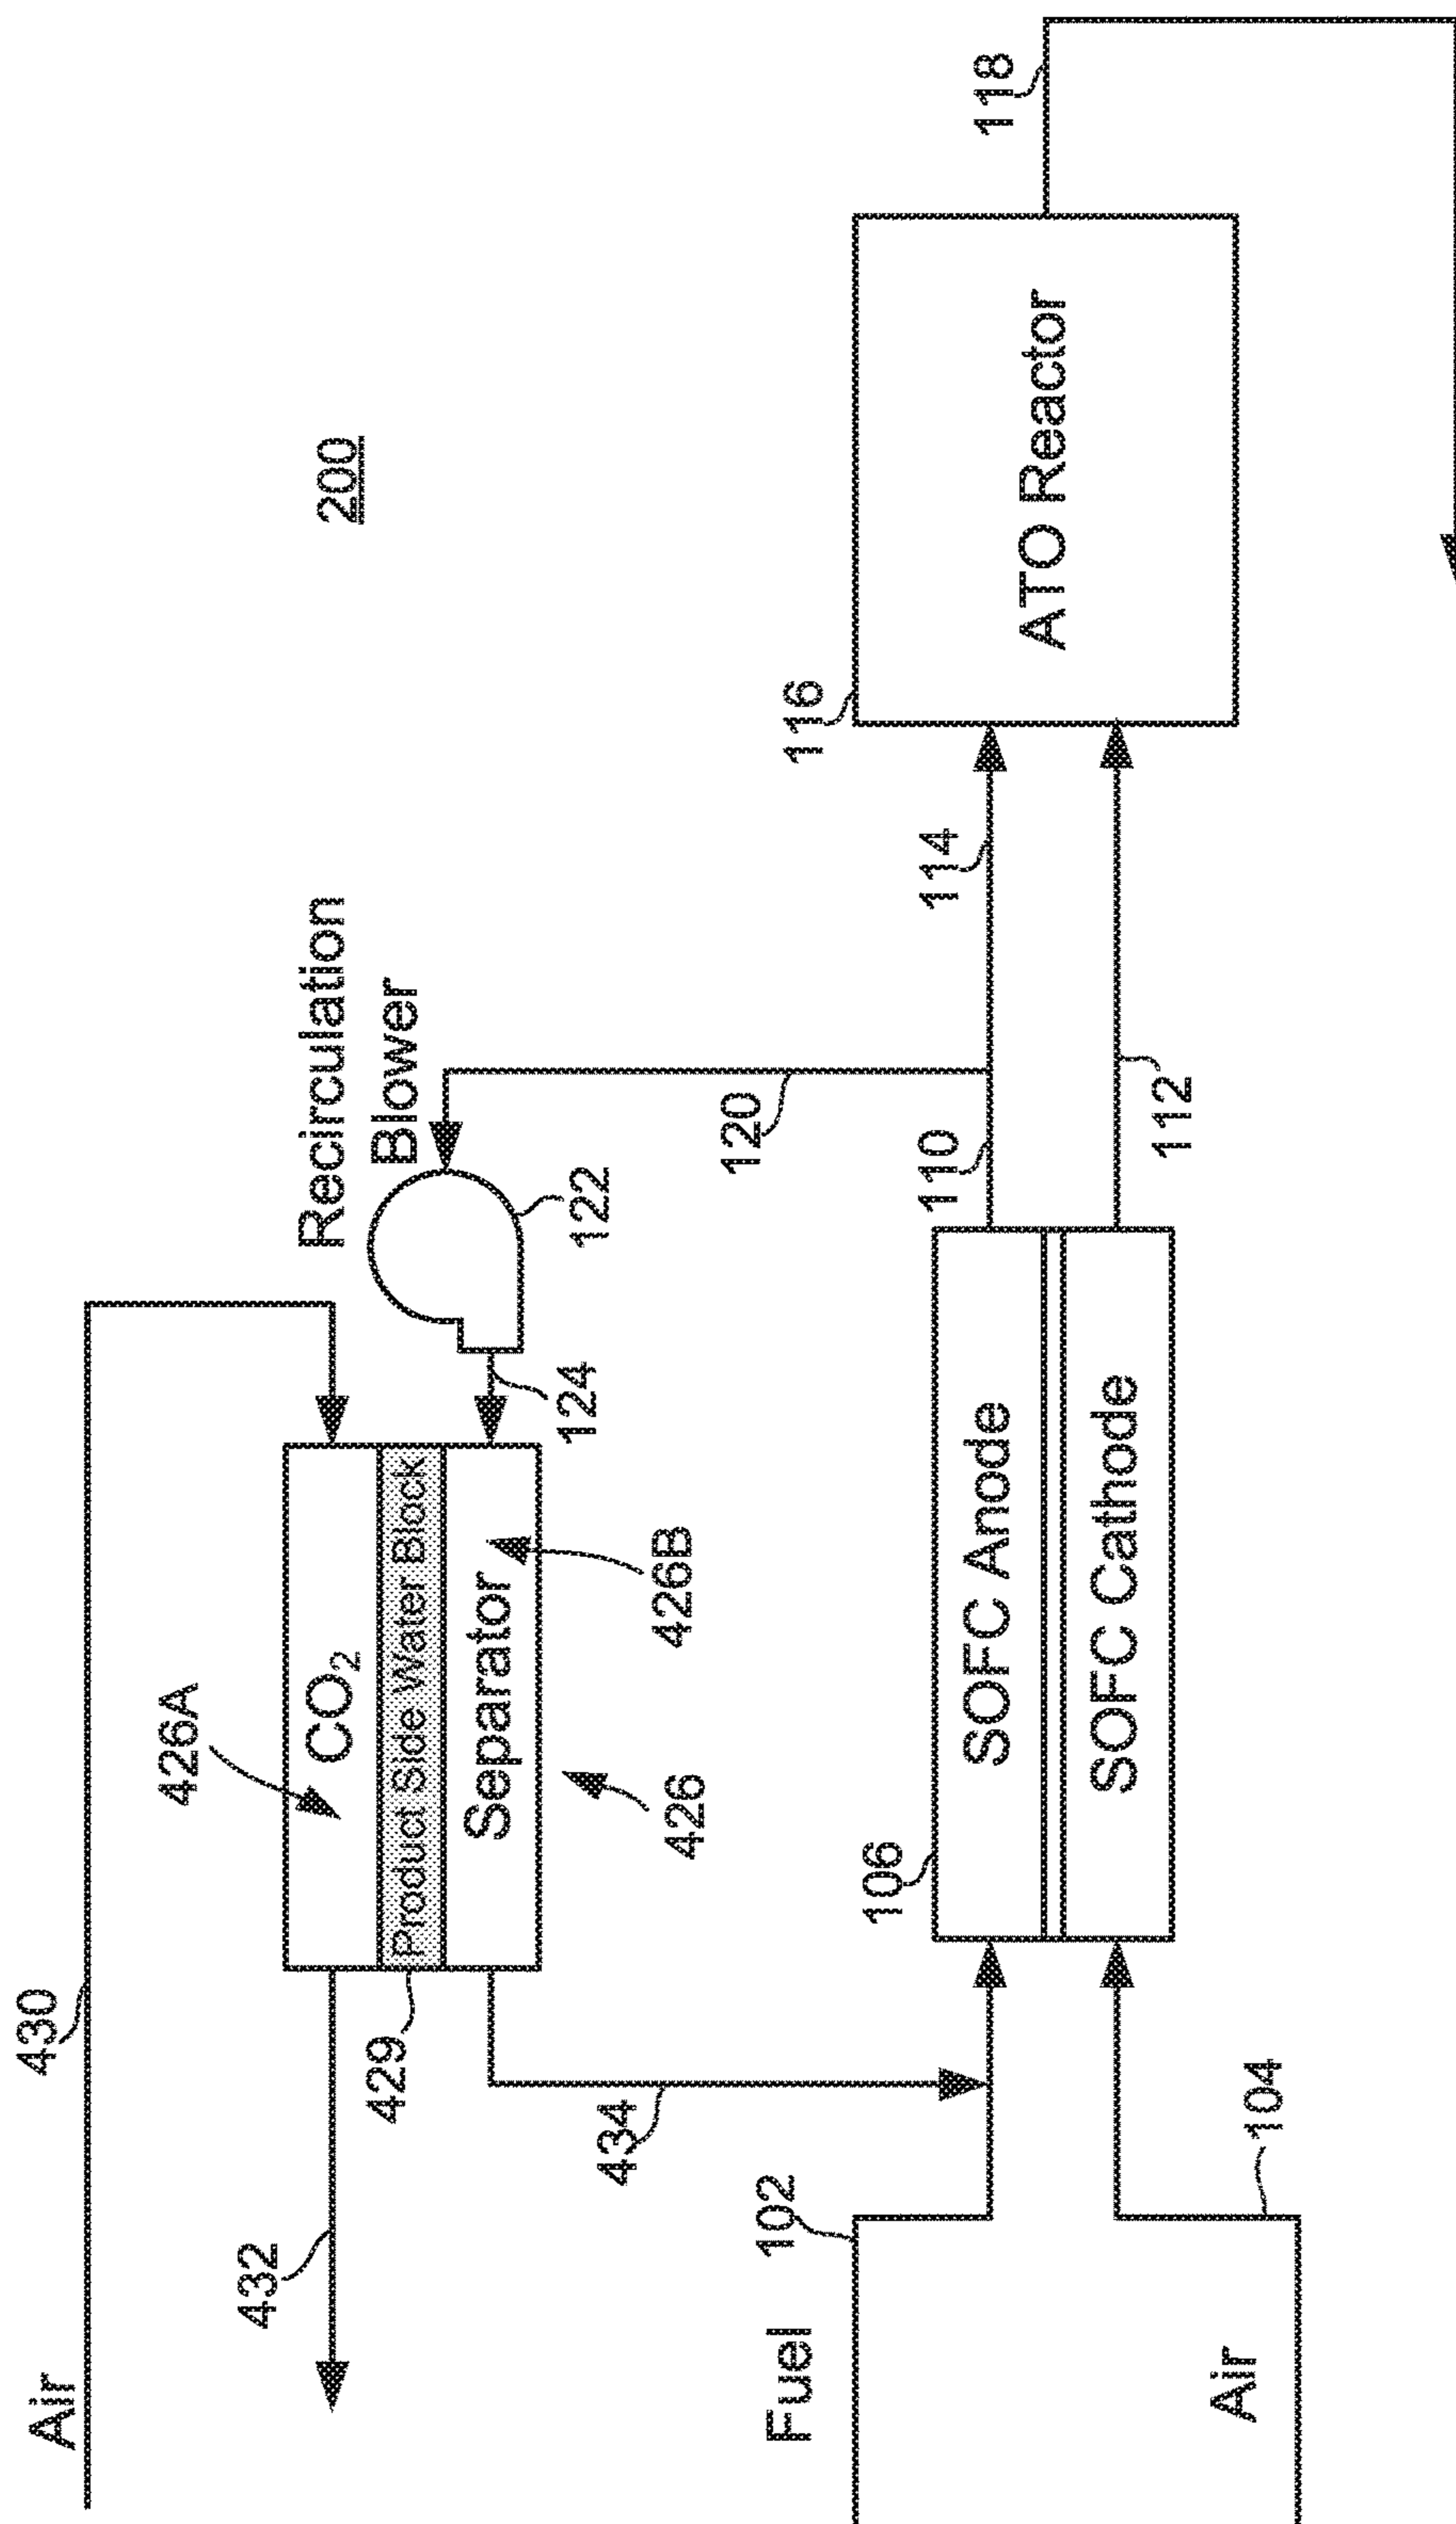 200
Air
430
Recirculation
Blower
426A
CO2
Product Side Water Block
Separator
432
429
124
122
426B
426
434
120
118
116
ATO Reactor
Fuel
102
106
110
114
SOFC Anode
SOFC Cathode
112
Air
104